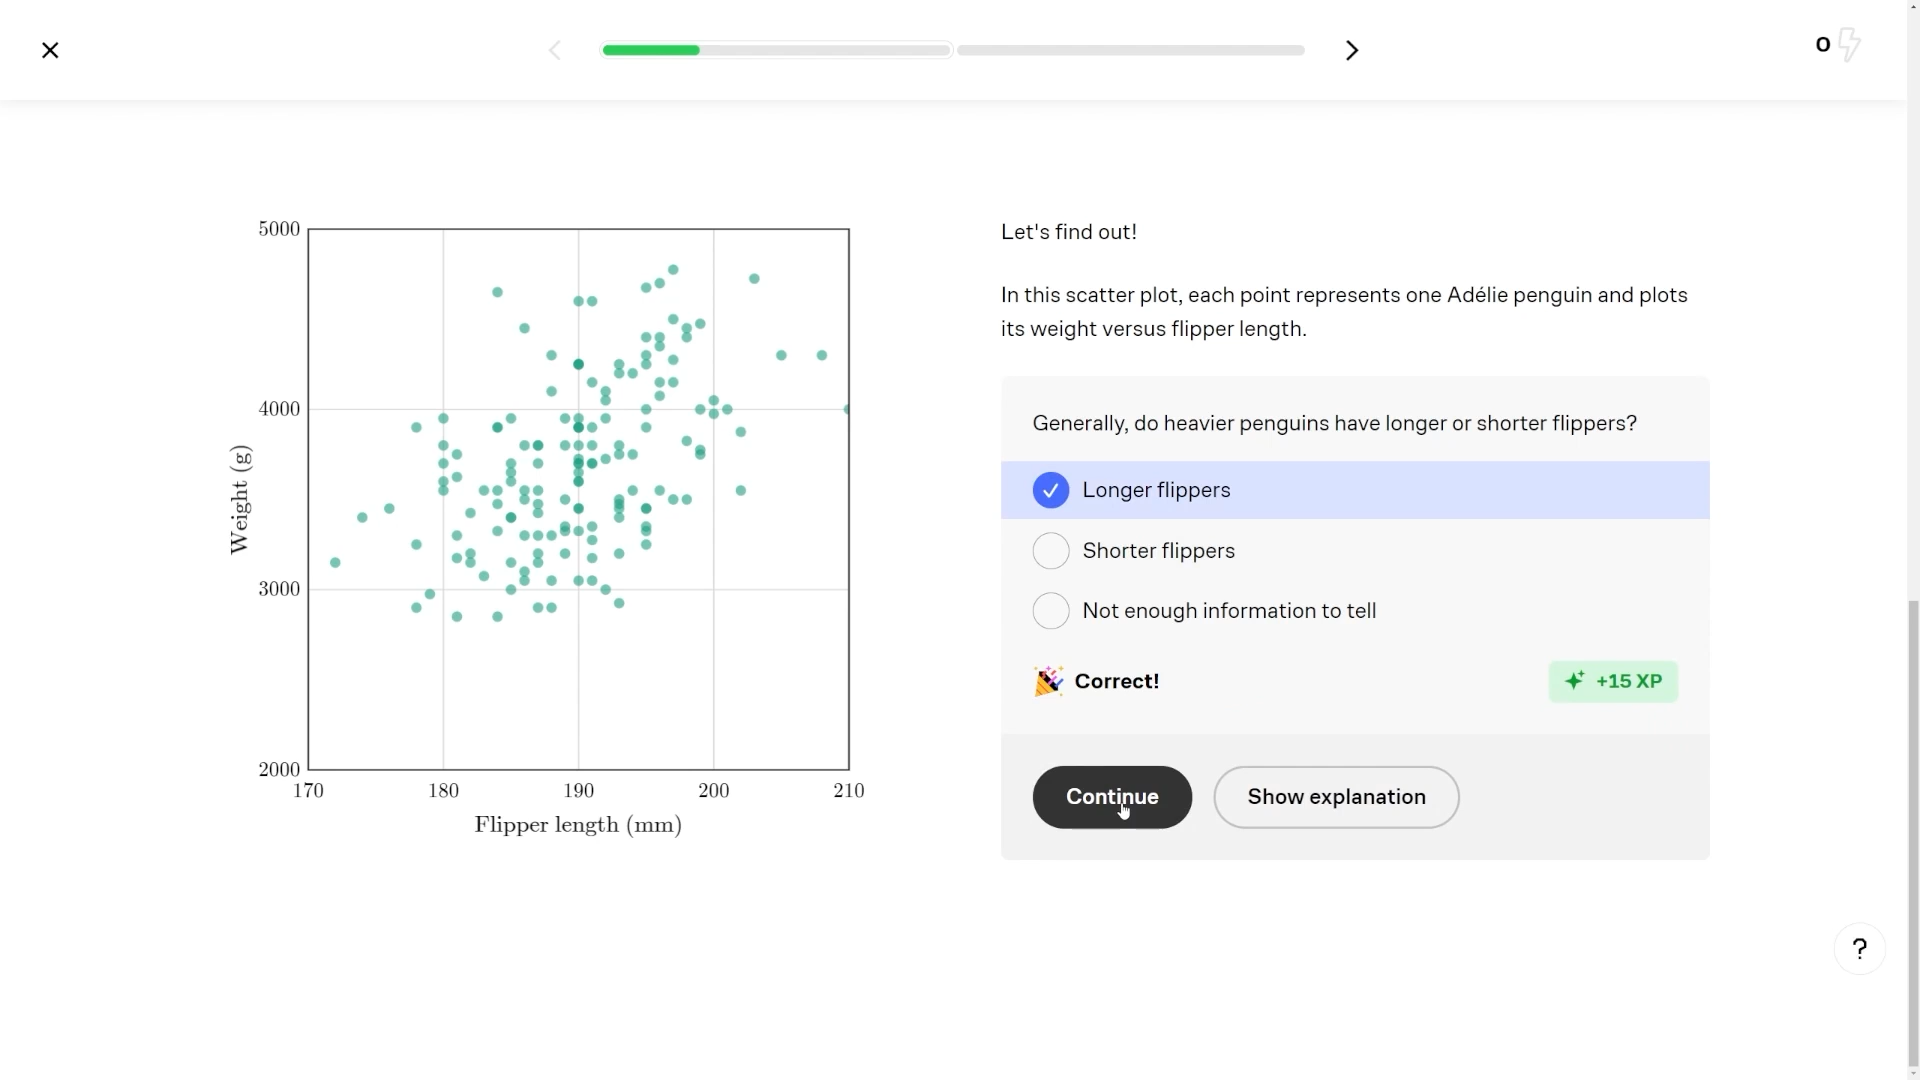 0
5000
4000
3000
2000
Weight (g)
170 180 190 200 210
Flipper length (mm)
Let's find out!
In this scatter plot, each point represents one Adélie penguin and plots
its weight versus flipper length.
Generally, do heavier penguins have longer or shorter flippers?
Longer flippers
Shorter flippers
Not enough information to tell
Correct!
+15 XP
Continue
Show explanation
?